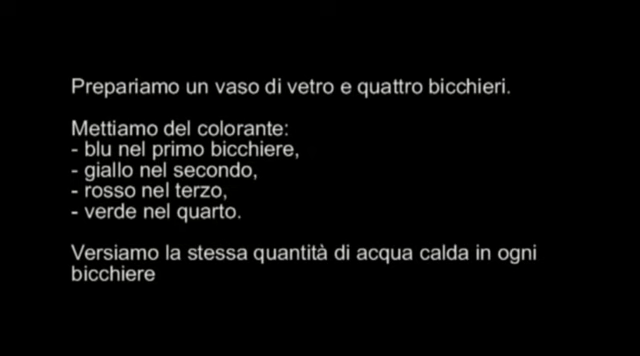 Prepariamo un vaso di vetro e quattro bicchieri.
Mettiamo del colorante:
- blu nel primo bicchiere,
- giallo nel secondo,
- rosso nel terzo,
- verde nel quarto.
Versiamo la stessa quantità di acqua calda in ogni
bicchiere